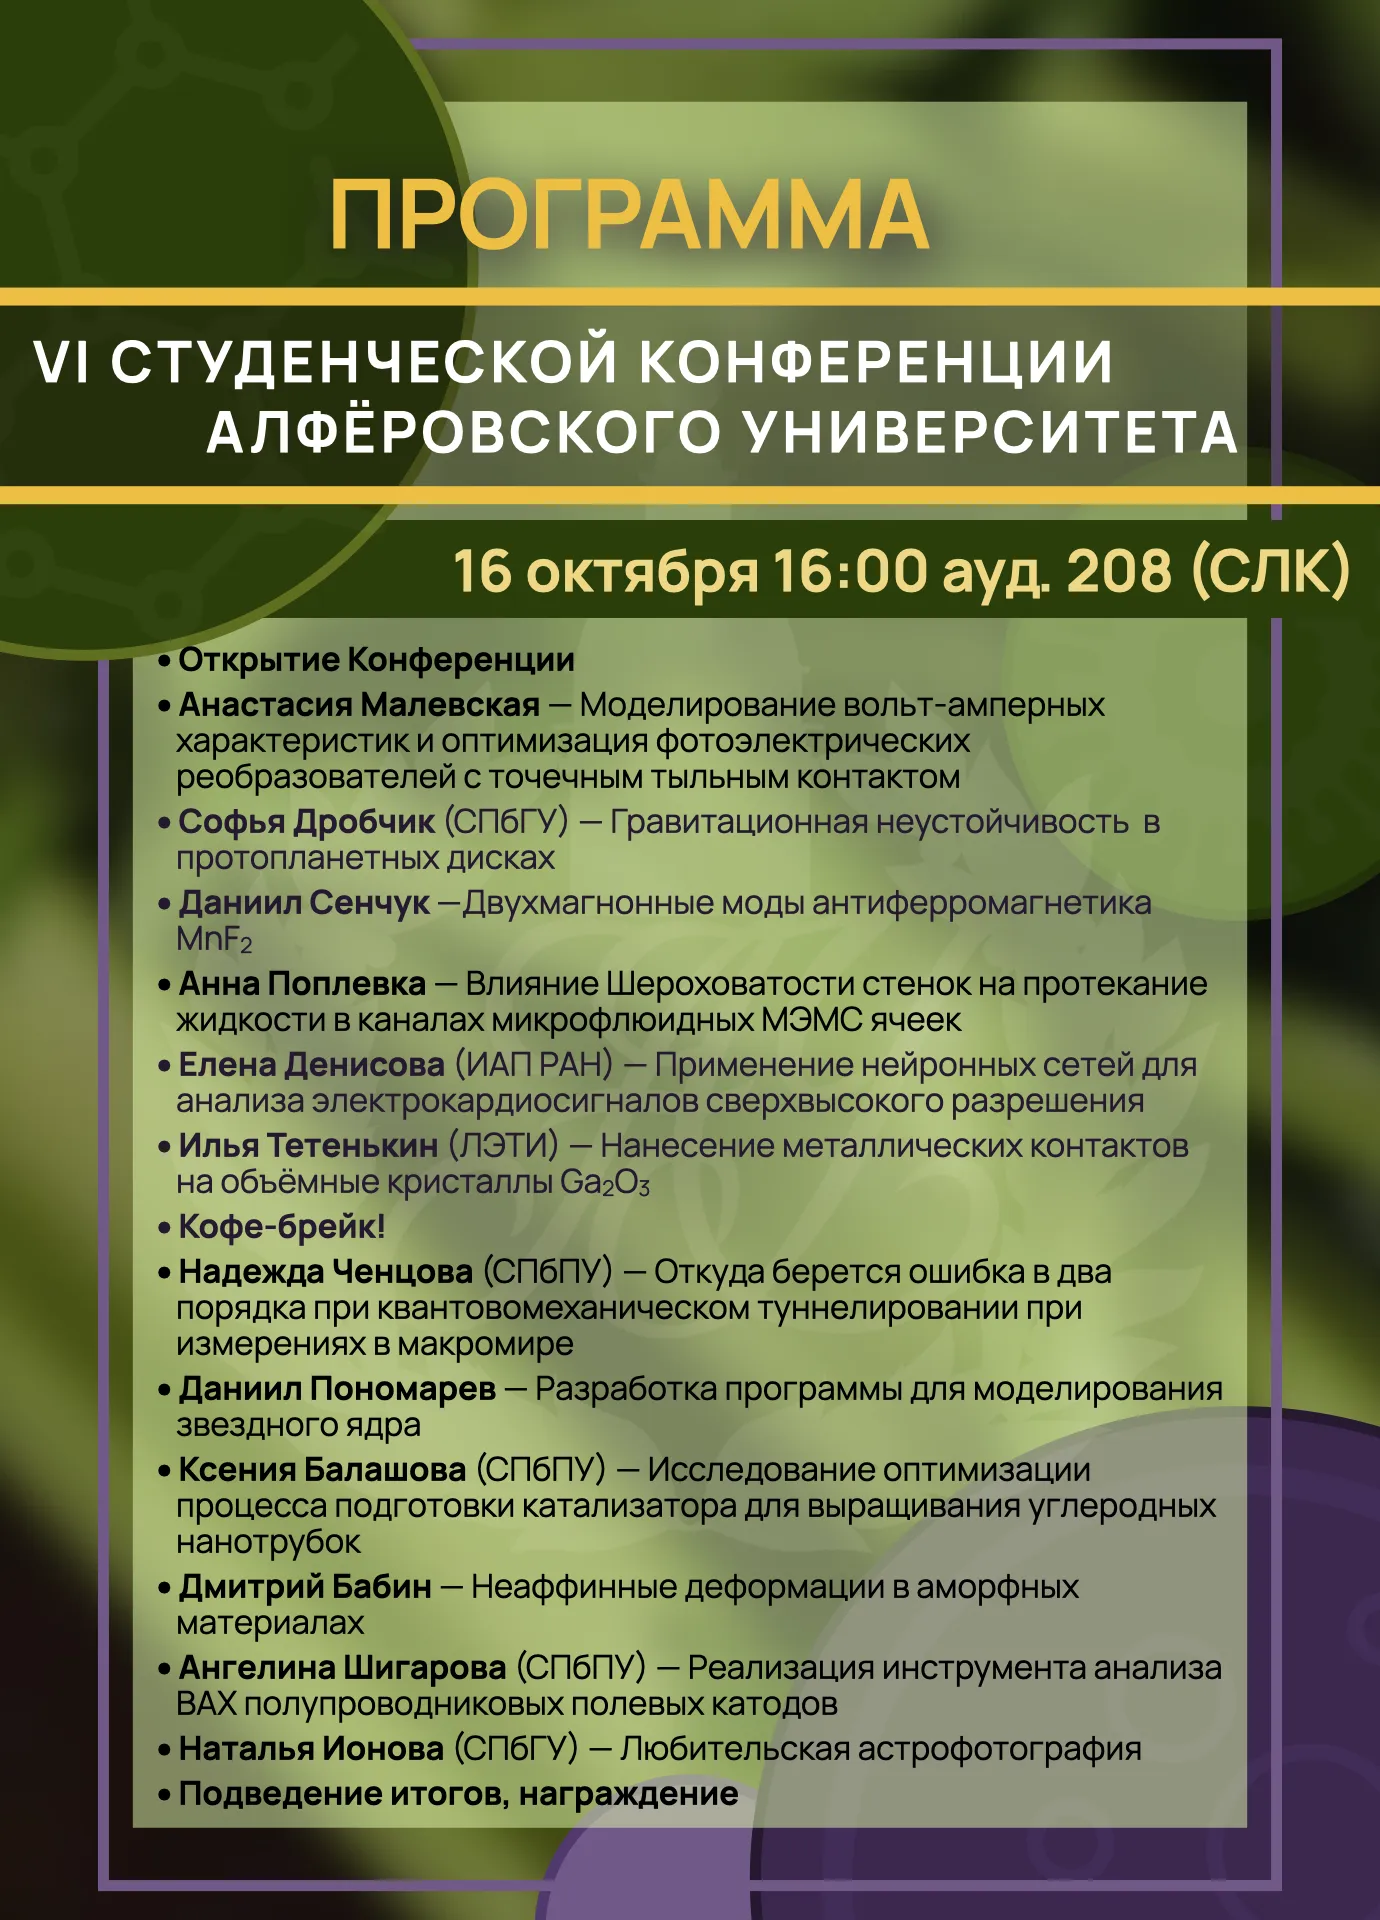 ПРОГРАММА
VI СТУДЕНЧЕСКОЙ КОНФЕРЕНЦИИ
АЛФЁРОВСКОГО УНИВЕРСИТЕТА
16 октября 16:00 ауд. 208 (СЛК)
• Открытие Конференции
• Анастасия Малевская — Моделирование вольт-амперных
характеристик и оптимизация фотоэлектрических
реобразователей с точечным тыльным контактом
• Софья Дробчик (СПбГУ) — Гравитационная неустойчивость в
протопланетных дисках
• Даниил Сенчук —Двухмагнонные моды антиферромагнетика
MnF₂
• Анна Поплевка — Влияние Шероховатости стенок на протекание
жидкости в каналах микрофлюидных МЭМС ячеек
• Елена Денисова (ИАП РАН) — Применение нейронных сетей для
анализа электрокардиосигналов сверхвысокого разрешения
• Илья Тетенькин (ЛЭТИ) — Нанесение металлических контактов
на объёмные кристаллы Ga₂O₃
• Кофе-брейк!
• Надежда Ченцова (СПбПУ) — Откуда берется ошибка в два
порядка при квантовомеханическом туннелировании при
измерениях в макромире
• Даниил Пономарев — Разработка программы для моделирования
звездного ядра
• Ксения Балашова (СПбПУ) — Исследование оптимизации
процесса подготовки катализатора для выращивания углеродных
нанотрубок
• Дмитрий Бабин — Неаффинные деформации в аморфных
материалах
• Ангелина Шигарова (СПбПУ) — Реализация инструмента анализа
ВАХ полупроводниковых полевых катодов
• Наталья Ионова (СПбГУ) — Любительская астрофотография
• Подведение итогов, награждение